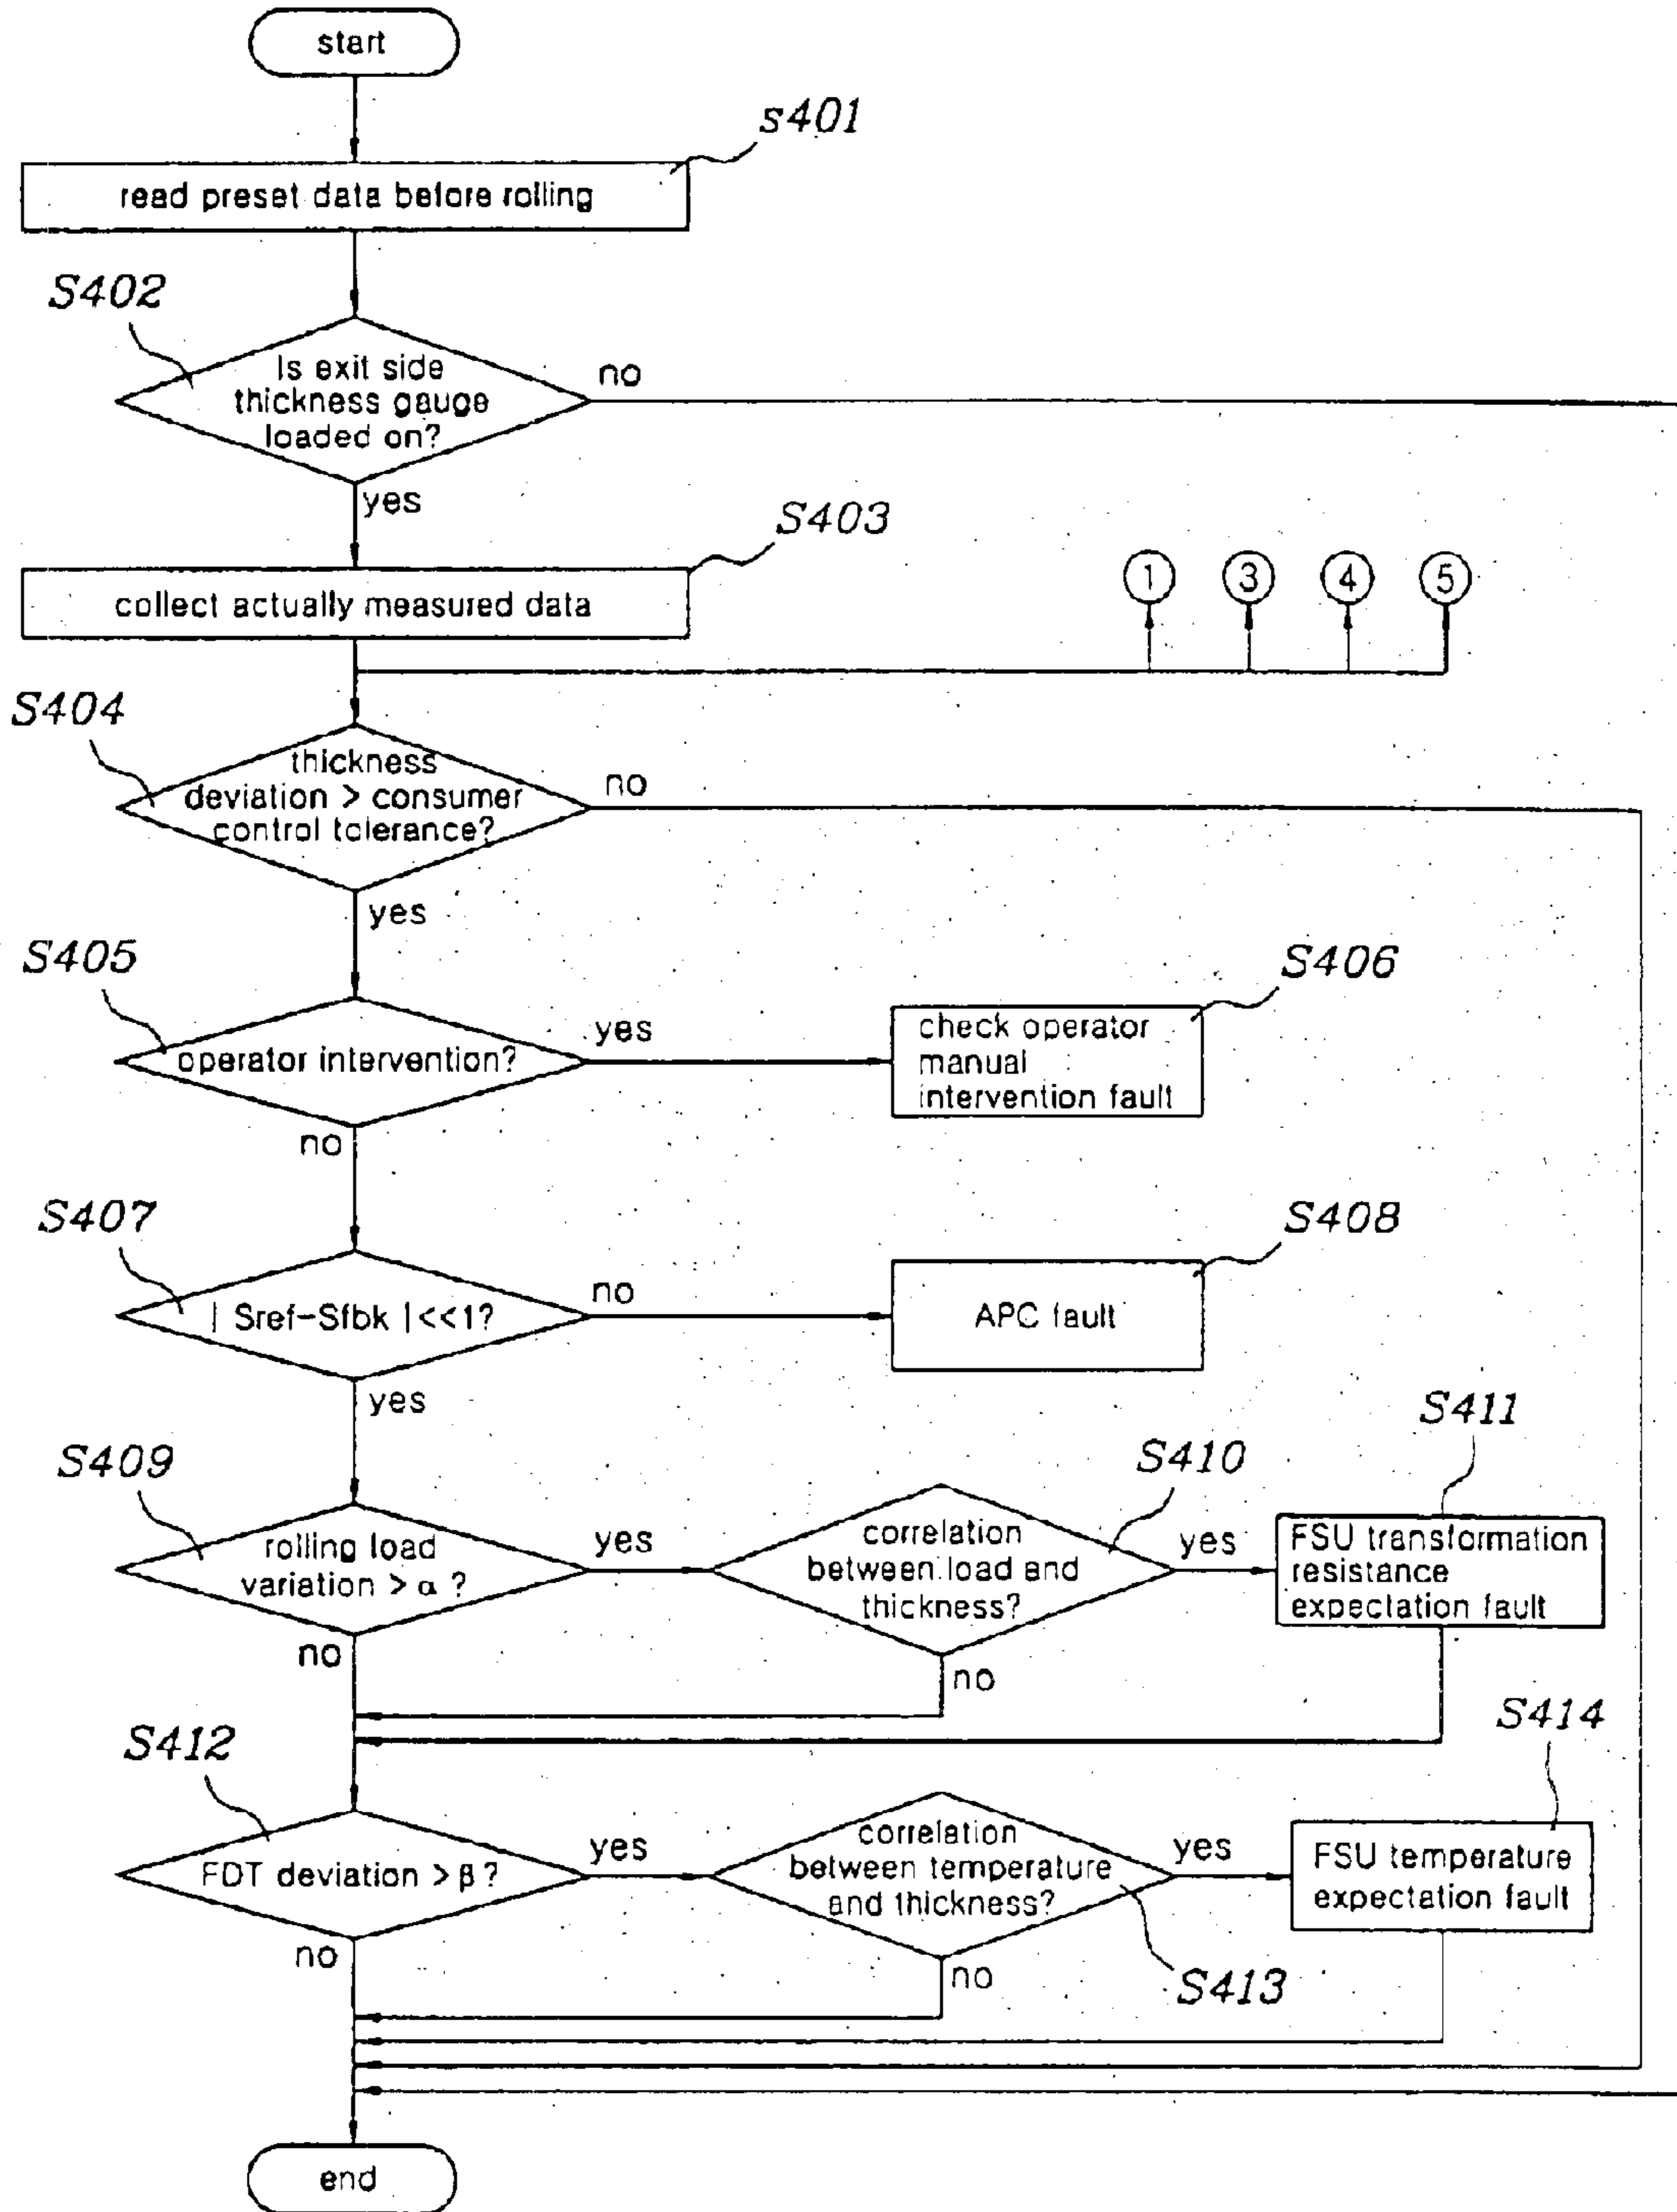 start
s401
read preset data before rolling
S402
Is exit side
thickness gauge
loaded on?
no
yes
S403
collect actually measured data
1
3
4
5
S404
thickness
deviation > consumer
control tolerance?
no
yes
S405
operator intervention?
yes
S406
check operator
manual
intervention fault
no
S407
| Sref-Sfbk |<<1?
no
S408
APC fault
yes
S409
rolling load
variation > α ?
yes
S410
correlation
between load and
thickness?
yes
S411
FSU transformation
resistance
expectation fault
no
no
S412
FDT deviation > β ?
yes
correlation
between temperature
and thickness?
S413
yes
S414
FSU temperature
expectation fault
no
no
end